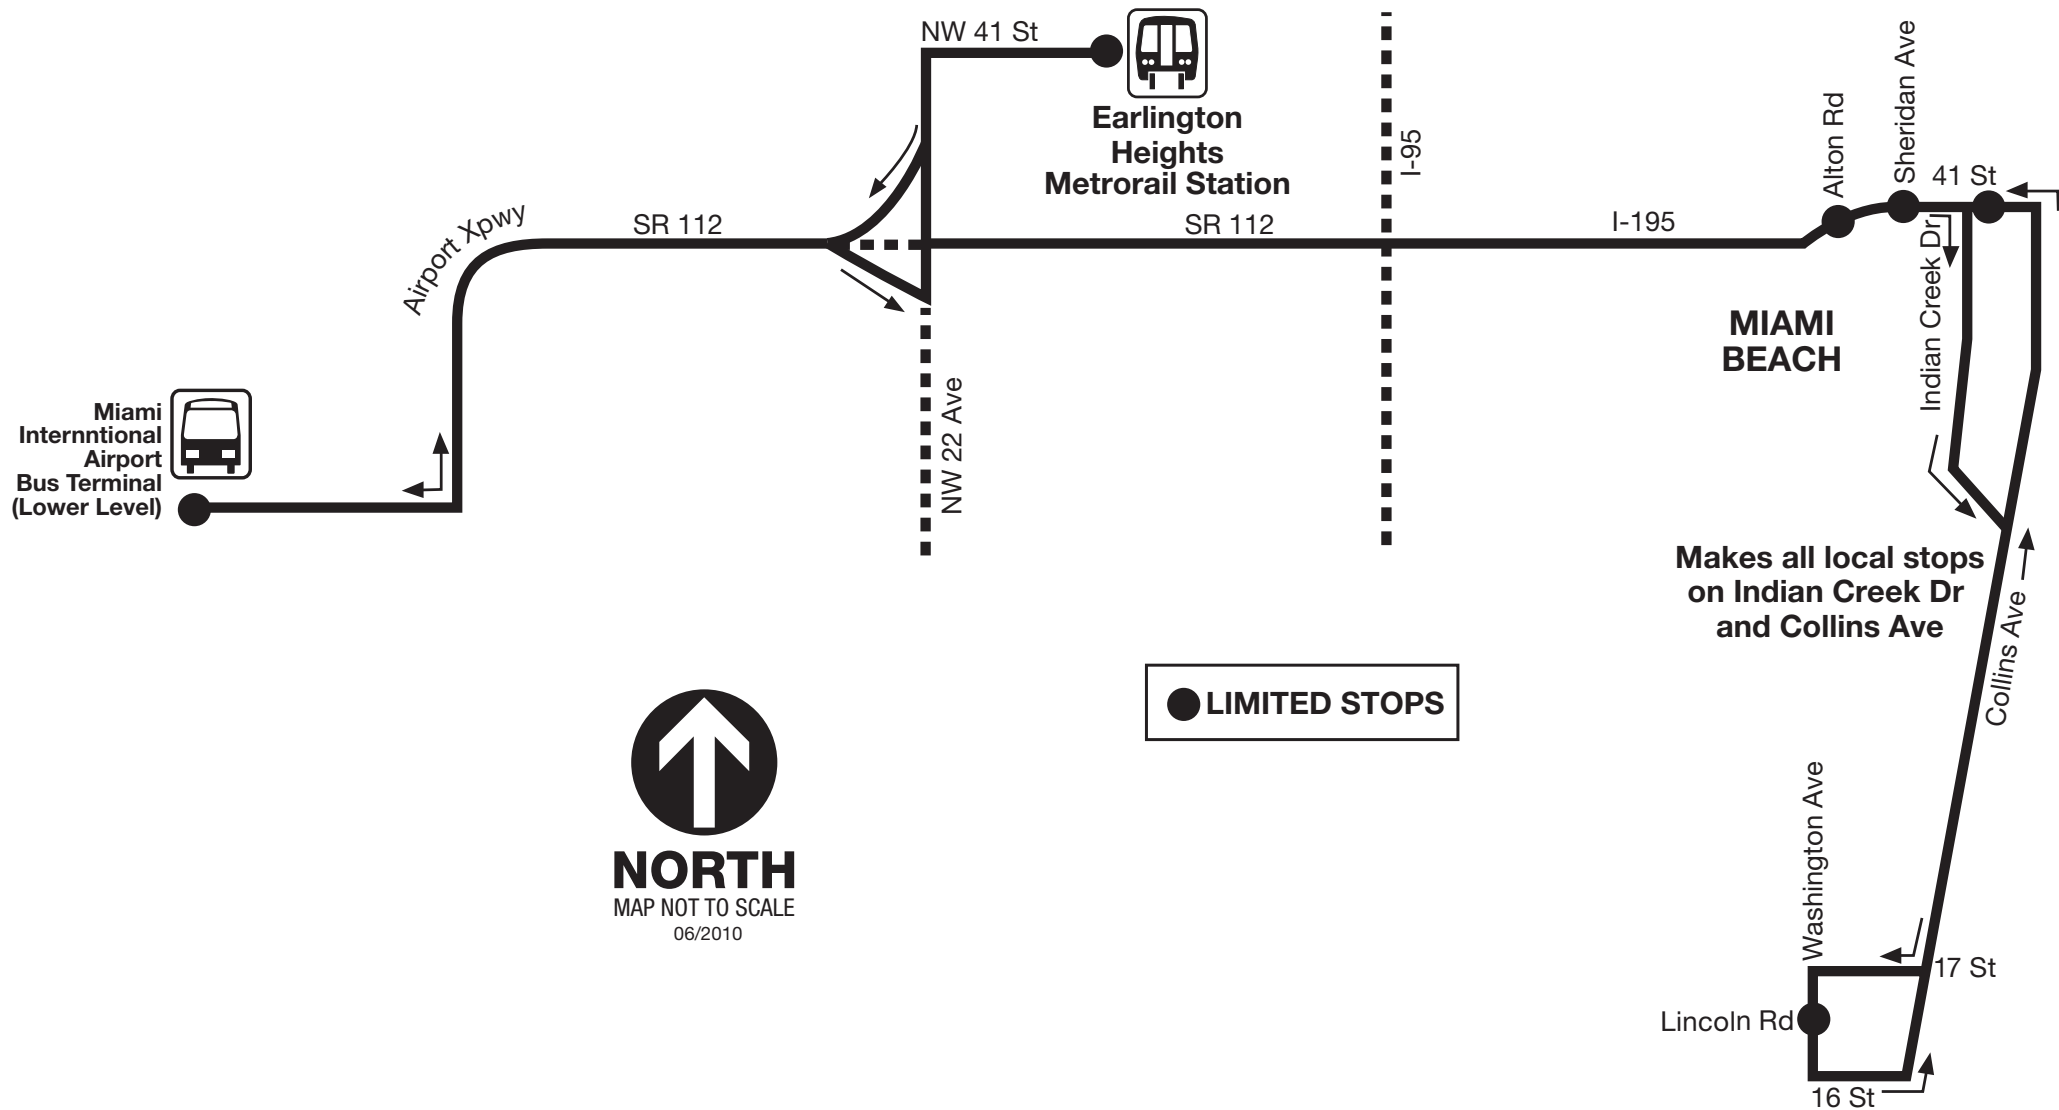 NW 41 St
Earlington
Heights
Metrorail Station
I-95
Alton Rd
Sheridan Ave
41 St
Airport Xpwy
SR 112
SR 112
I-195
Indian Creek Dr
MIAMI
BEACH
Miami
Internntional
Airport
Bus Terminal
(Lower Level)
NW 22 Ave
Makes all local stops
on Indian Creek Dr
and Collins Ave
Collins Ave
LIMITED STOPS
NORTH
MAP NOT TO SCALE
06/2010
Washington Ave
17 St
Lincoln Rd
16 St